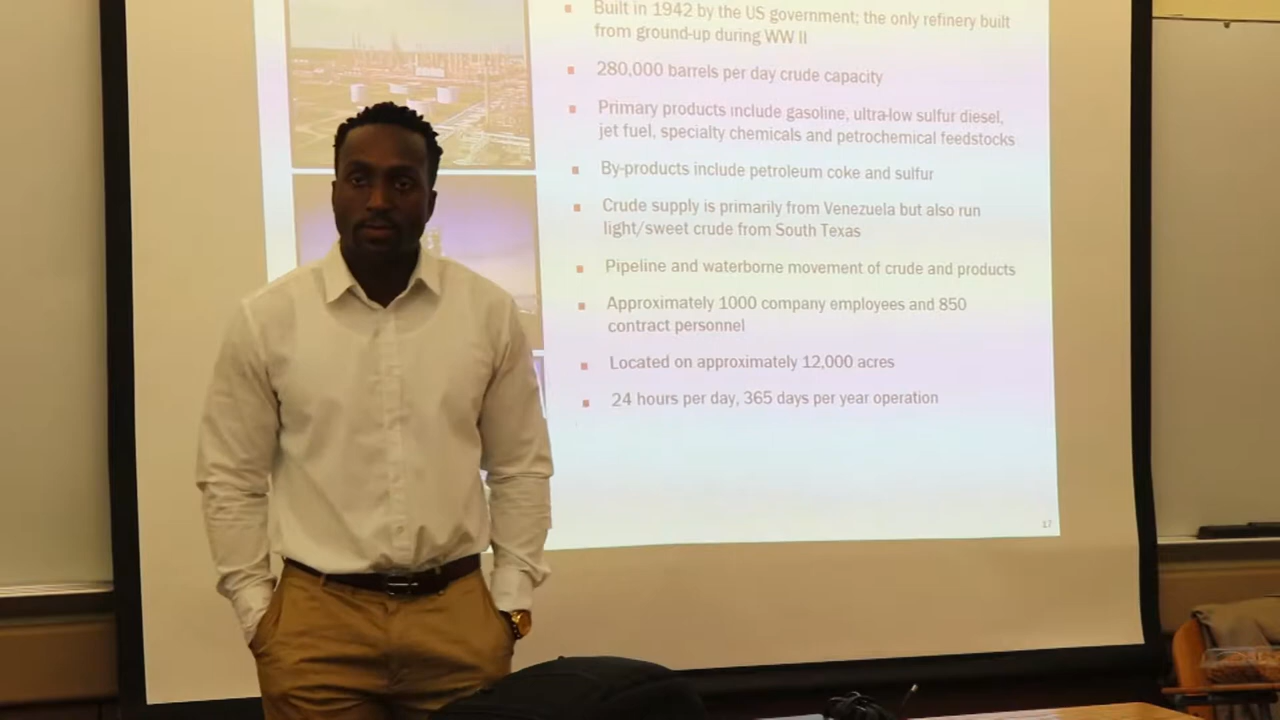 Built in 1942 by the US government; the only refinery built
from ground-up during WW II
280,000 barrels per day crude capacity
Primary products include gasoline, ultra-low sulfur diesel,
jet fuel, specialty chemicals and petrochemical feedstocks
By-products include petroleum coke and sulfur
Crude supply is primarily from Venezuela but also run
light/sweet crude from South Texas
Pipeline and waterborne movement of crude and products
Approximately 1000 company employees and 850
contract personnel
Located on approximately 12,000 acres
24 hours per day, 365 days per year operation
17